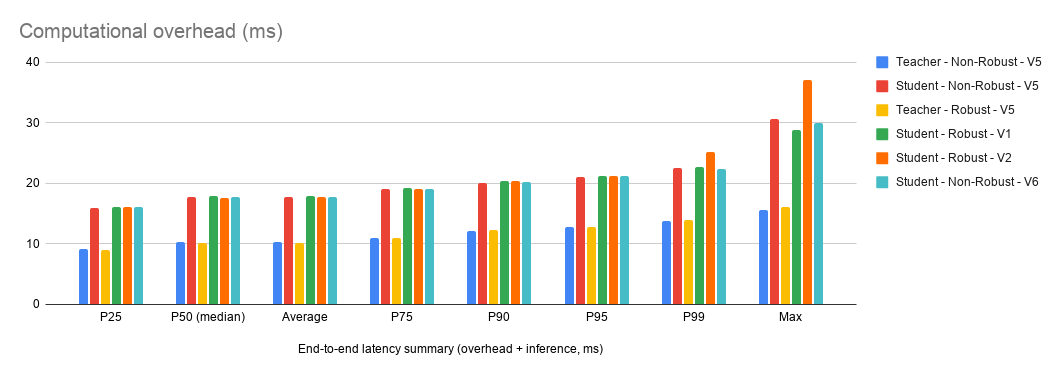 Computational overhead (ms)
40
30
20
10
0
P25
P50 (median)
Average
P75
P90
P95
P99
Max
End-to-end latency summary (overhead + inference, ms)
Teacher - Non-Robust - V5
Student - Non-Robust - V5
Teacher - Robust - V5
Student - Robust - V1
Student - Robust - V2
Student - Non-Robust - V6